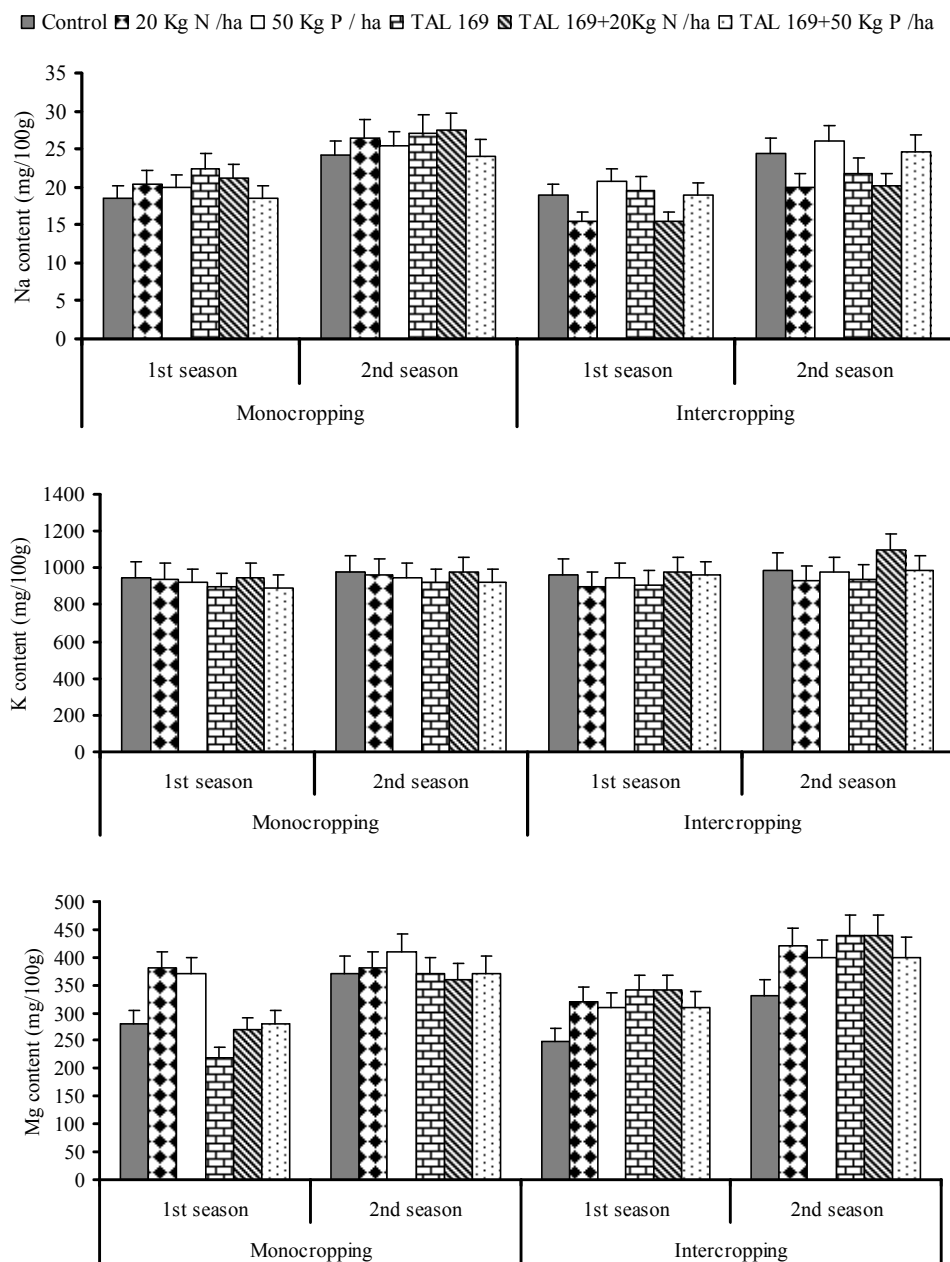 Control 20 Kg N /ha 50 Kg P / ha TAL 169 TAL 169+20Kg N /ha TAL 169+50 Kg P /ha
Na content (mg/100g)
35
30
25
20
15
10
5
0
1st season 2nd season 1st season 2nd season
Monocropping Intercropping
K content (mg/100g)
1400
1200
1000
800
600
400
200
0
1st season 2nd season 1st season 2nd season
Monocropping Intercropping
Mg content (mg/100g)
500
450
400
350
300
250
200
150
100
50
0
1st season 2nd season 1st season 2nd season
Monocropping Intercropping